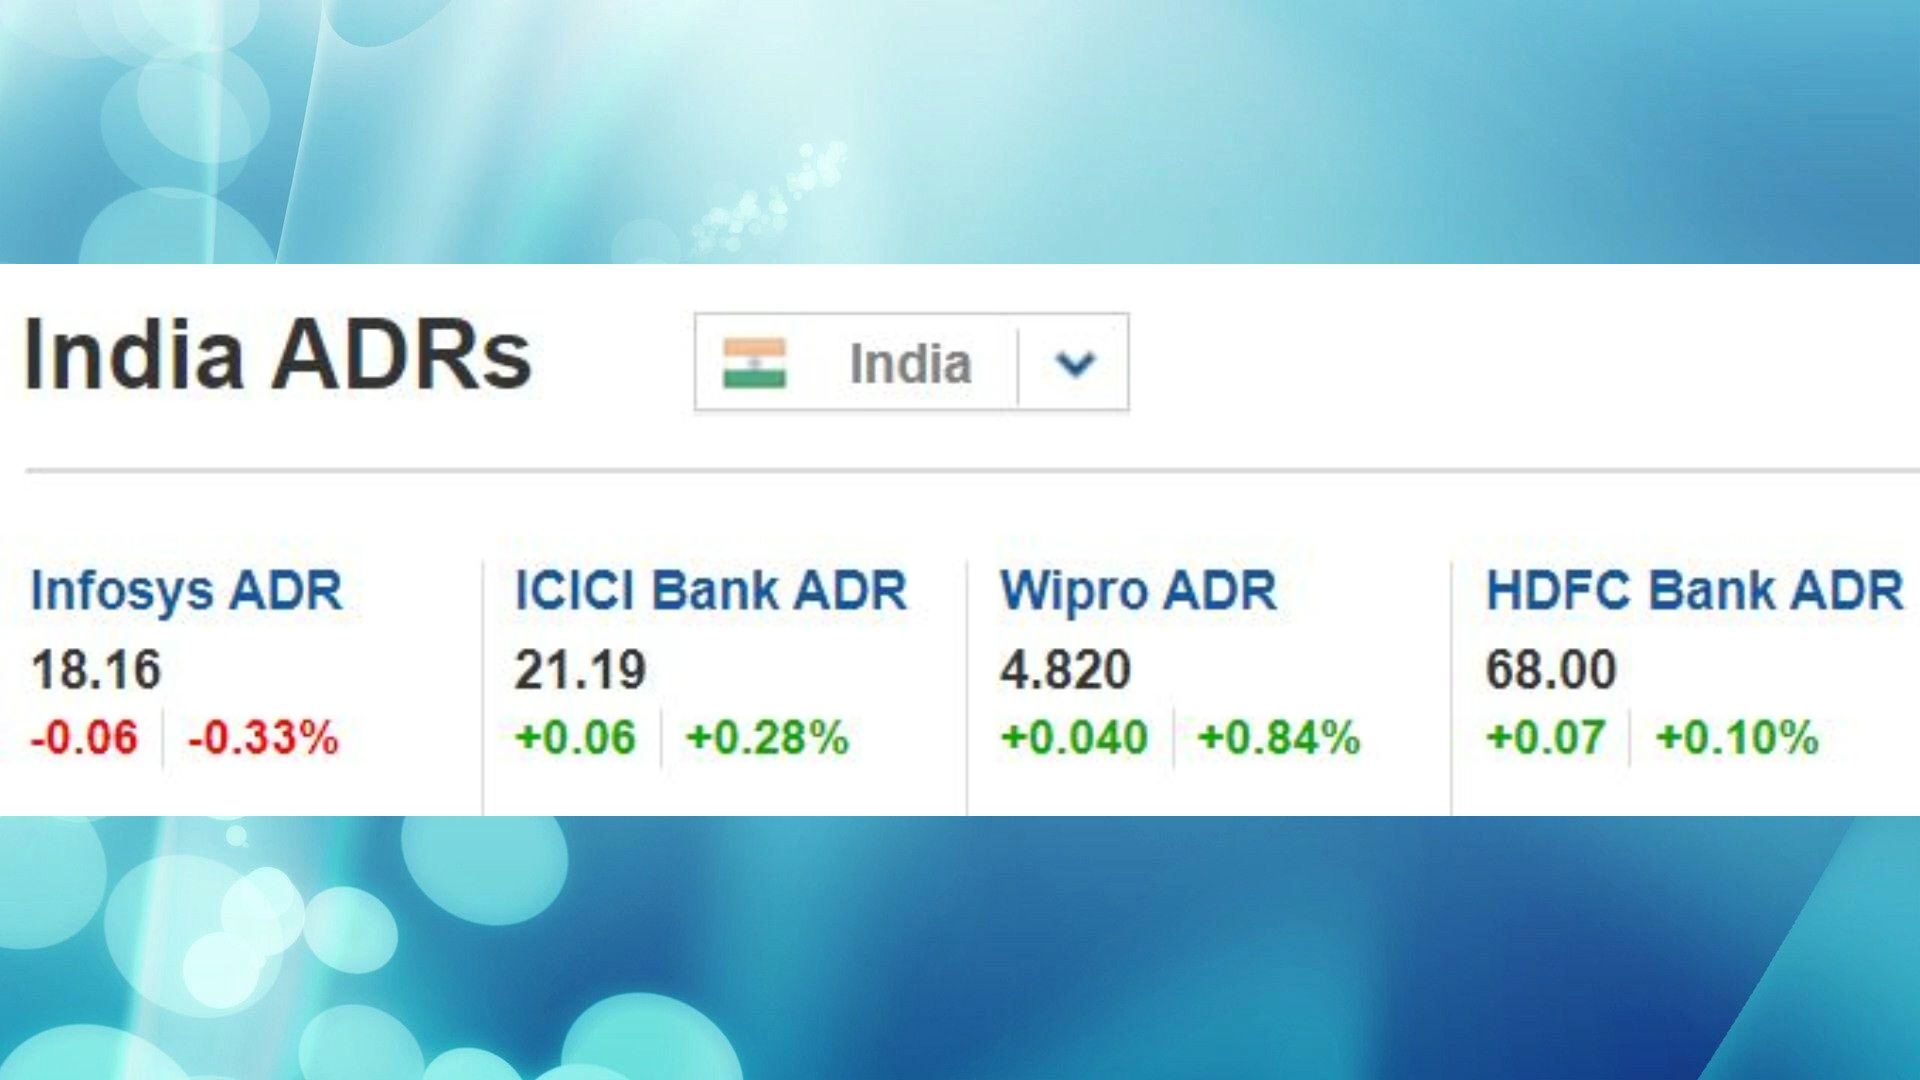 India ADRs
India
Infosys ADR
18.16
-0.06 -0.33%
ICICI Bank ADR
21.19
+0.06 +0.28%
Wipro ADR
4.820
+0.040 +0.84%
HDFC Bank ADR
68.00
+0.07 +0.10%